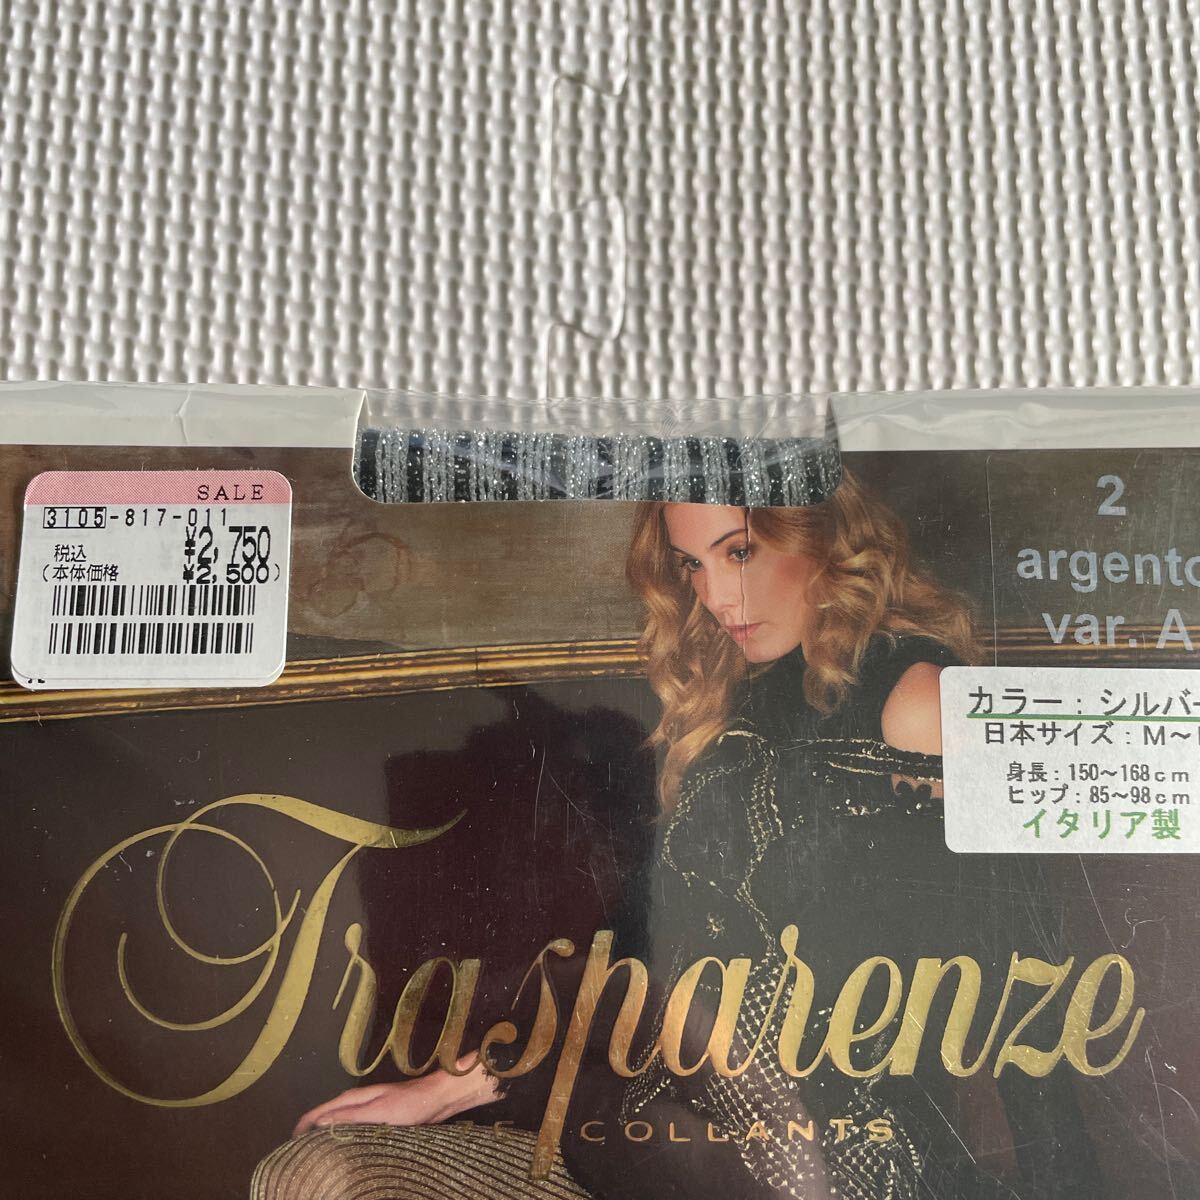 SALE
3105-817-011
税込 ¥2,750
(本体価格 ¥2,500)
2
argento
var. A
カラー：シルバー
日本サイズ：M〜
身長：150〜168cm
ヒップ：85〜98cm
イタリア製
Trasparenze
CALZE COLLANTS